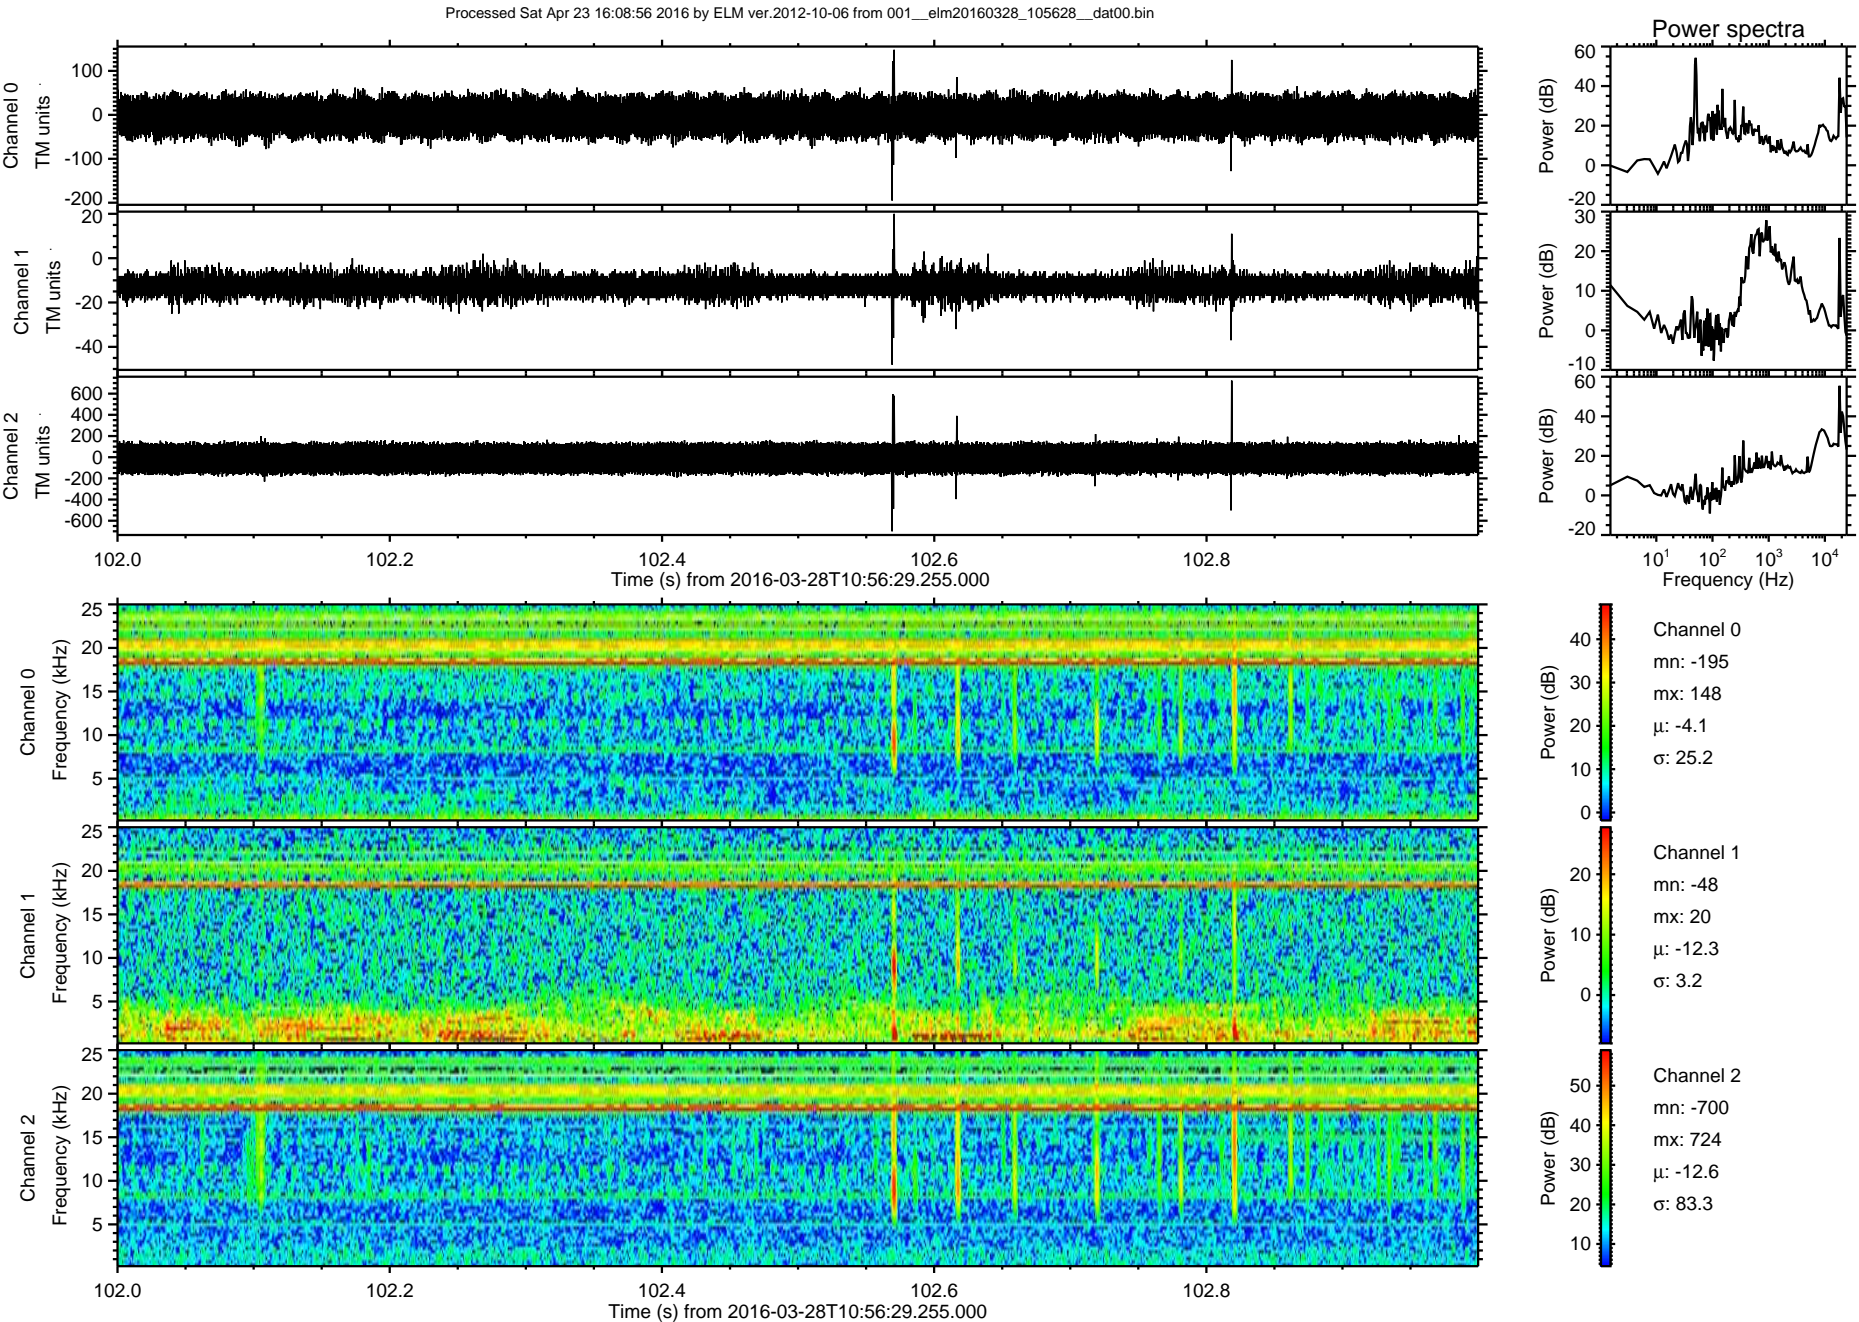 Processed Sat Apr 23 16:08:56 2016 by ELM ver.2012-10-06 from 001__elm20160328_105628__dat00.bin
Power spectra
Channel 0
TM units
100
0
-100
-200
Power (dB)
60
40
20
0
-20
Channel 1
TM units
20
0
-20
-40
Power (dB)
30
20
10
0
-10
Channel 2
TM units
600
400
200
0
-200
-400
-600
Power (dB)
60
40
20
0
-20
102.0 102.2 102.4 102.6 102.8
Time (s) from 2016-03-28T10:56:29.255.000
10¹ 10² 10³ 10⁴
Frequency (Hz)
Channel 0
Frequency (kHz)
25
20
15
10
5
Power (dB)
40
30
20
10
0
Channel 0
mn: -195
mx: 148
μ: -4.1
σ: 25.2
Channel 1
Frequency (kHz)
25
20
15
10
5
Power (dB)
20
10
0
Channel 1
mn: -48
mx: 20
μ: -12.3
σ: 3.2
Channel 2
Frequency (kHz)
25
20
15
10
5
Power (dB)
50
40
30
20
10
Channel 2
mn: -700
mx: 724
μ: -12.6
σ: 83.3
102.0 102.2 102.4 102.6 102.8
Time (s) from 2016-03-28T10:56:29.255.000